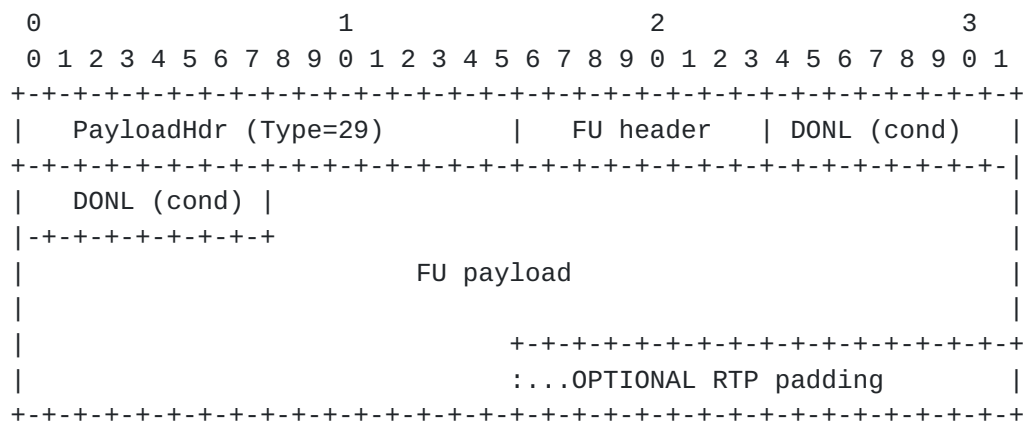 0                   1                   2                   3
 0 1 2 3 4 5 6 7 8 9 0 1 2 3 4 5 6 7 8 9 0 1 2 3 4 5 6 7 8 9 0 1
+-+-+-+-+-+-+-+-+-+-+-+-+-+-+-+-+-+-+-+-+-+-+-+-+-+-+-+-+-+-+-+-+
|   PayloadHdr (Type=29)        |   FU header   | DONL (cond)   |
+-+-+-+-+-+-+-+-+-+-+-+-+-+-+-+-+-+-+-+-+-+-+-+-+-+-+-+-+-+-+-+-|
|   DONL (cond) |                                               |
|-+-+-+-+-+-+-+-+                                               |
|                         FU payload                            |
|                                                               |
|                               +-+-+-+-+-+-+-+-+-+-+-+-+-+-+-+-+
|                               :...OPTIONAL RTP padding        |
+-+-+-+-+-+-+-+-+-+-+-+-+-+-+-+-+-+-+-+-+-+-+-+-+-+-+-+-+-+-+-+-+